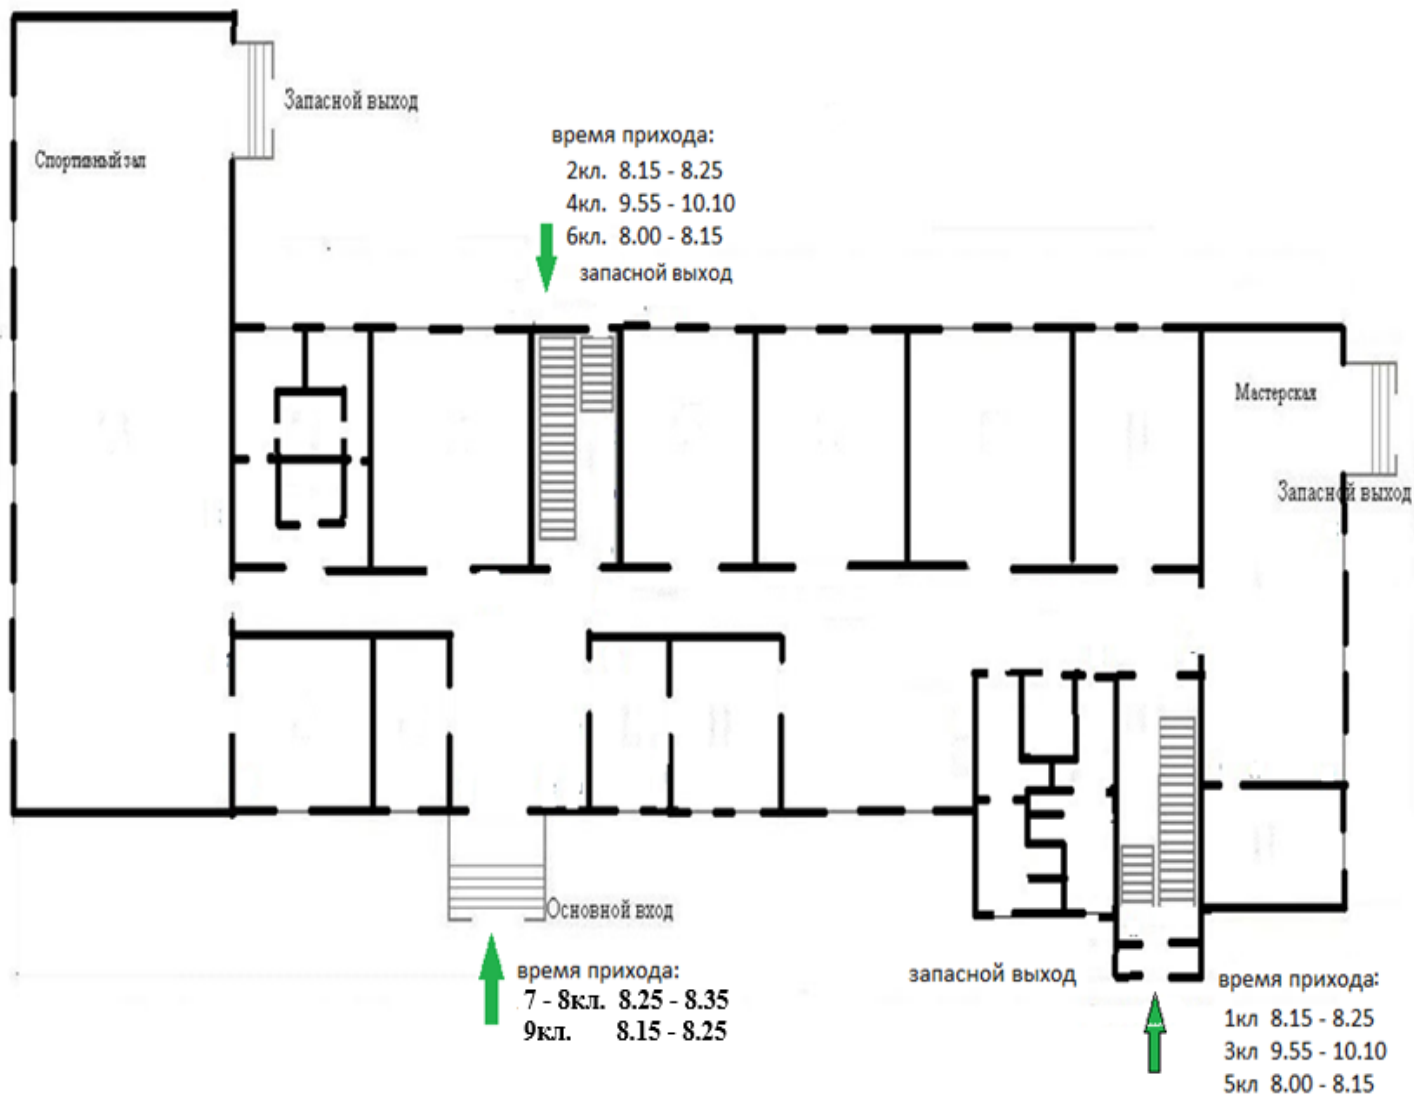 Запасной выход
Спортивный зал
время прихода:
2кл. 8.15 - 8.25
4кл. 9.55 - 10.10
6кл. 8.00 - 8.15
запасной выход
Мастерская
Запасной выход
Основной вход
время прихода:
7 - 8кл. 8.25 - 8.35
9кл. 8.15 - 8.25
запасной выход
время прихода:
1кл 8.15 - 8.25
3кл 9.55 - 10.10
5кл 8.00 - 8.15